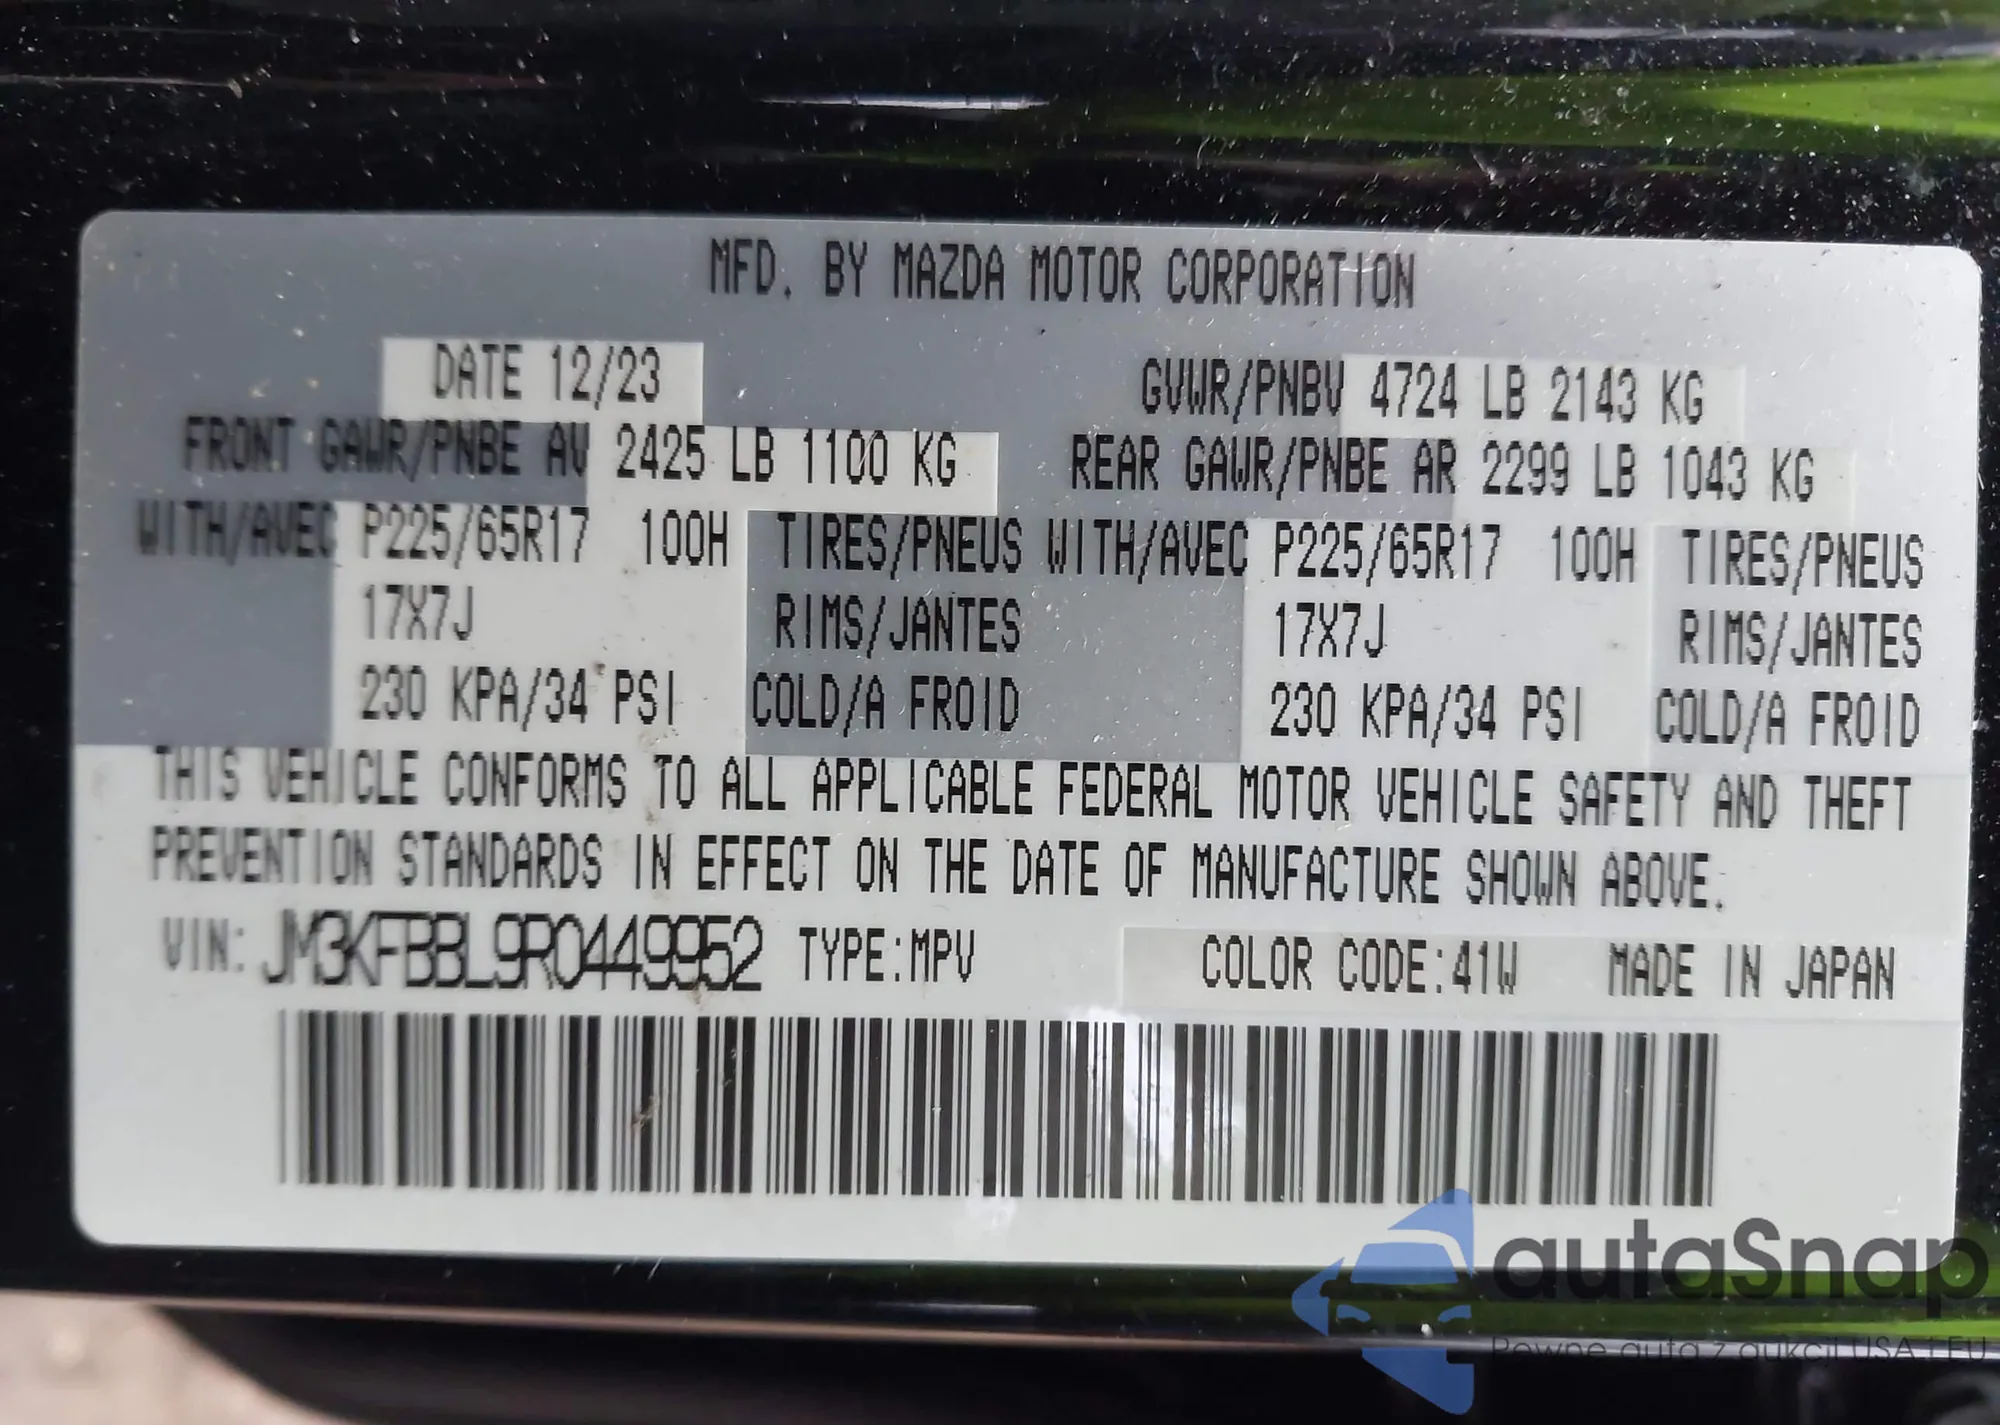 MFD. BY MAZDA MOTOR CORPORATION
DATE 12/23 GVWR/PNBV 4724 LB 2143 KG
FRONT GAWR/PNBE AV 2425 LB 1100 KG REAR GAWR/PNBE AR 2299 LB 1043 KG
WITH/AVEC P225/65R17 100H TIRES/PNEUS WITH/AVEC P225/65R17 100H TIRES/PNEUS
17X7J RIMS/JANTES 17X7J RIMS/JANTES
230 KPA/34 PSI COLD/A FROID 230 KPA/34 PSI COLD/A FROID
THIS VEHICLE CONFORMS TO ALL APPLICABLE FEDERAL MOTOR VEHICLE SAFETY AND THEFT
PREVENTION STANDARDS IN EFFECT ON THE DATE OF MANUFACTURE SHOWN ABOVE.
VIN: JM3KFBBL9R0449952 TYPE:MPV COLOR CODE:41W MADE IN JAPAN
autaSnap
Pewne auta z aukcji USA i EU